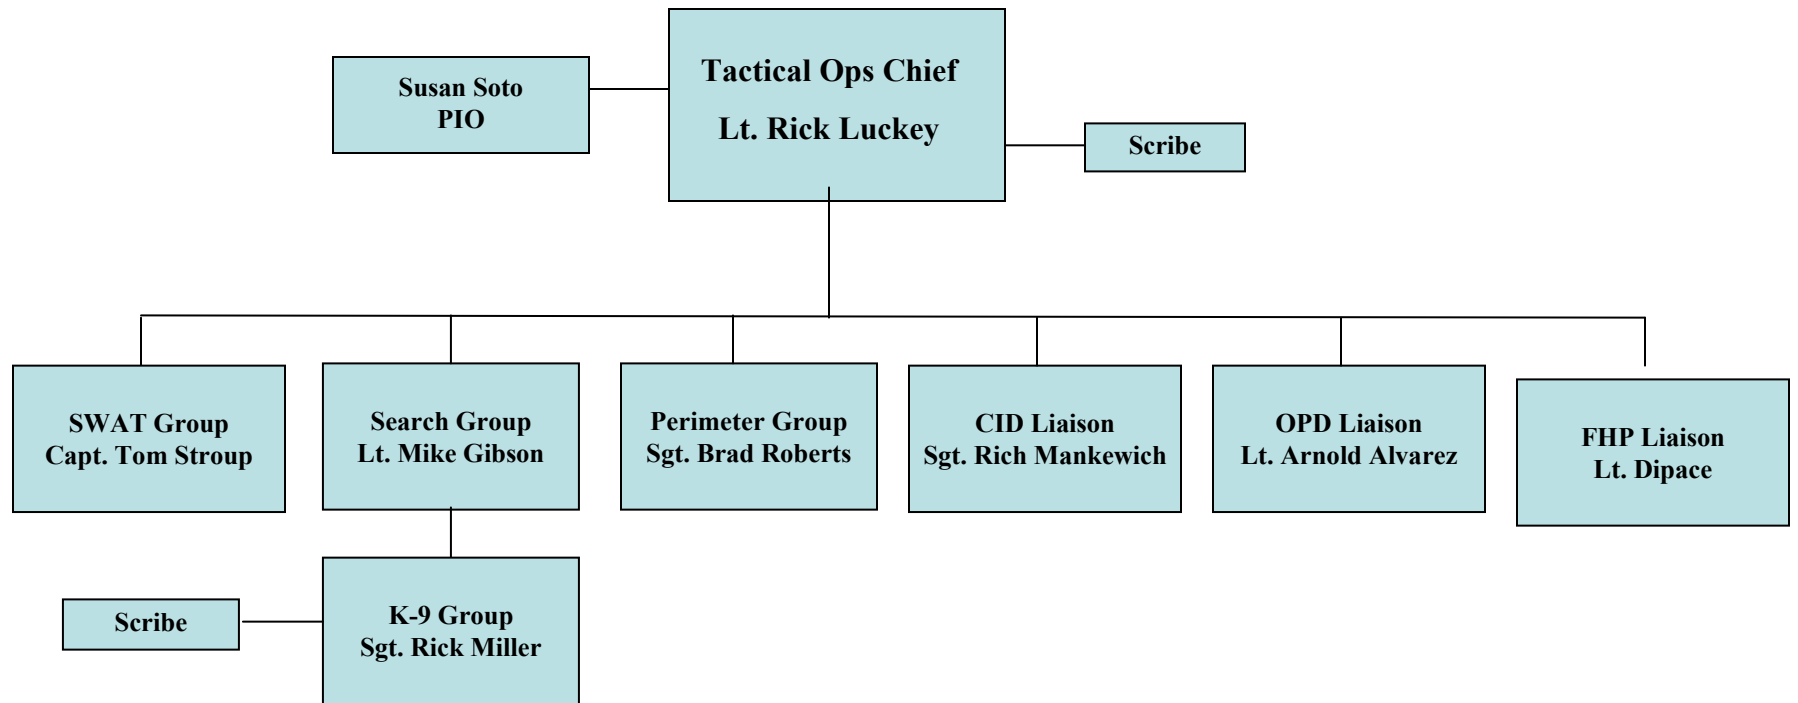 Tactical Ops Chief
Lt. Rick Luckey
Susan Soto
PIO
Scribe
SWAT Group
Capt. Tom Stroup
Search Group
Lt. Mike Gibson
Perimeter Group
Sgt. Brad Roberts
CID Liaison
Sgt. Rich Mankewich
OPD Liaison
Lt. Arnold Alvarez
FHP Liaison
Lt. Dipace
Scribe
K-9 Group
Sgt. Rick Miller